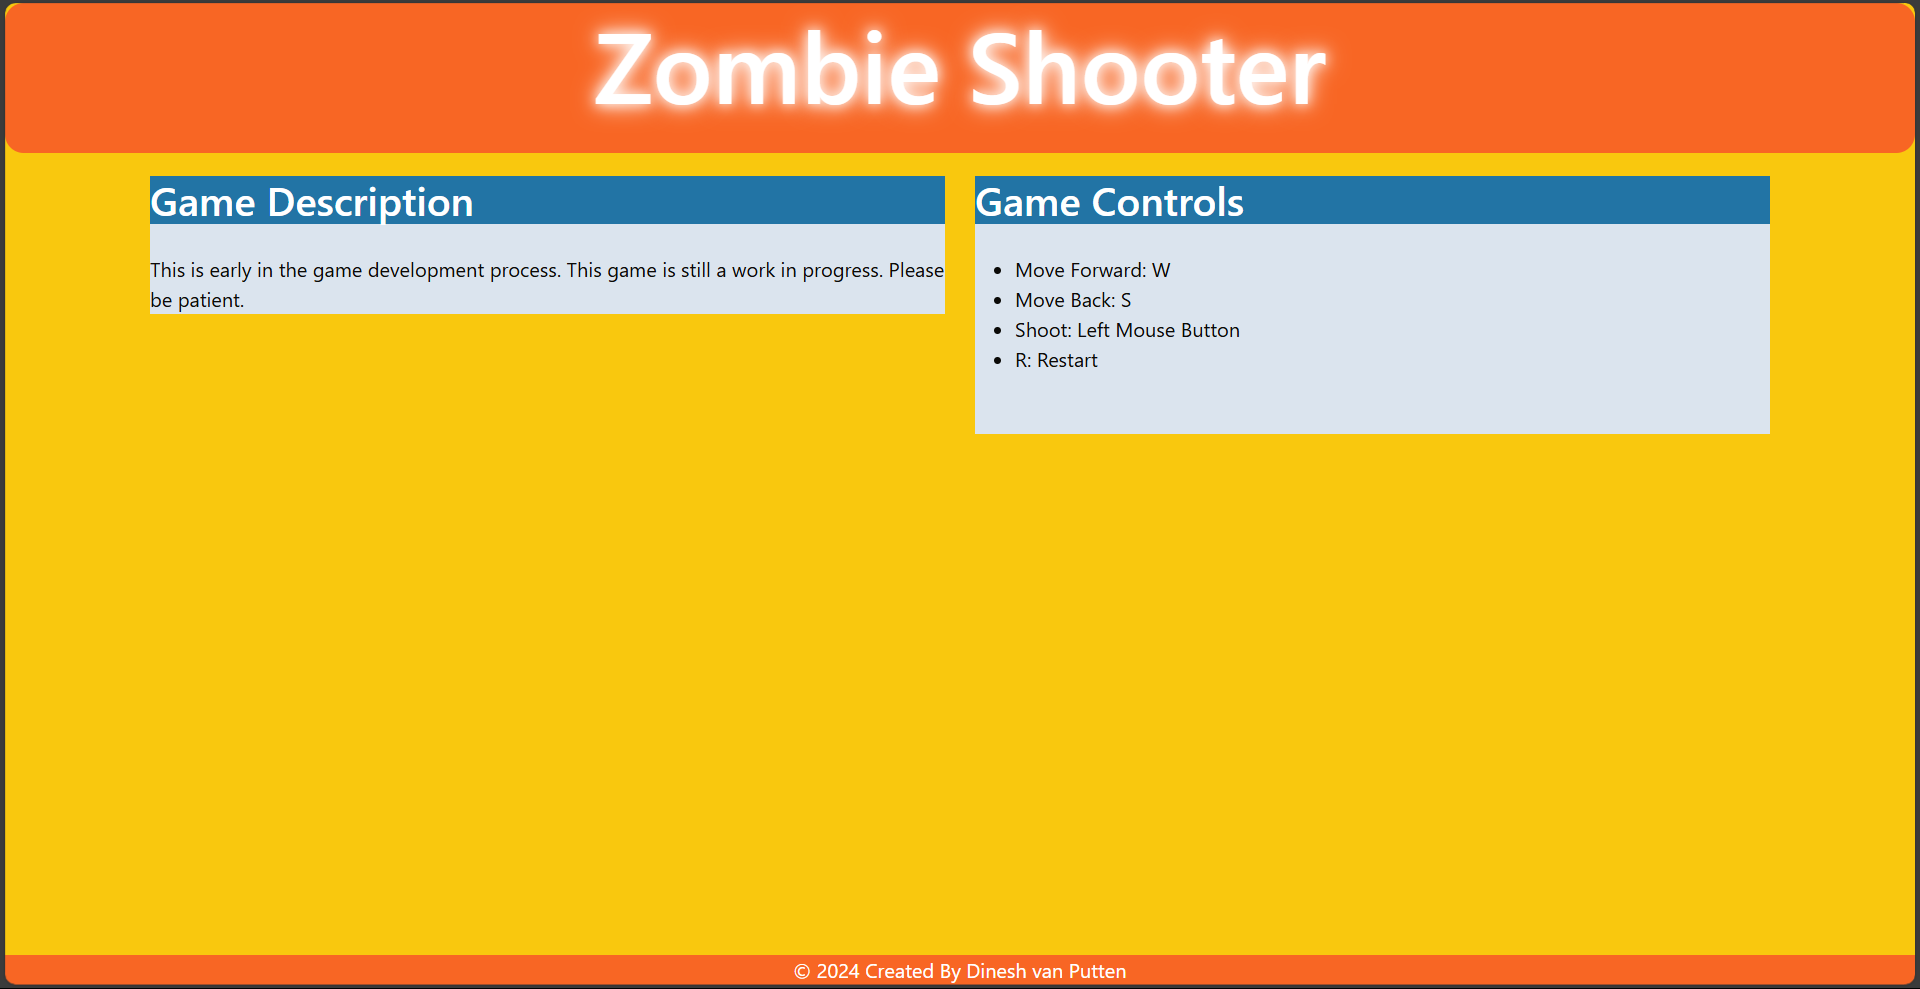 Zombie Shooter
Game Description
This is early in the game development process. This game is still a work in progress. Please
be patient.
Game Controls
Move Forward: W
Move Back: S
Shoot: Left Mouse Button
R: Restart
© 2024 Created By Dinesh van Putten